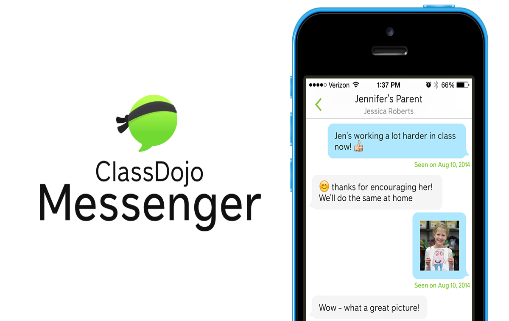 ClassDojo
Messenger
Verizon 1:37 PM 66%
Jennifer's Parent
Jessica Roberts
Jen's working a lot harder in class
now! 👍
Seen on Aug 10, 2014
😊 thanks for encouraging her!
We'll do the same at home
Seen on Aug 10, 2014
Wow - what a great picture!